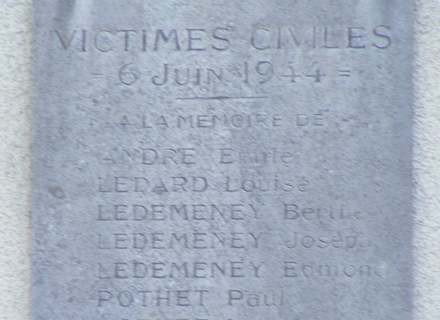 VICTIMES CIVILES
- 6 JUIN 1944 =
A LA MEMOIRE DE
ANDRE
LEDARD Louise
LEDEMENEY Berthe
LEDEMENEY Joseph
LEDEMENEY Edmond
POTHET Paul